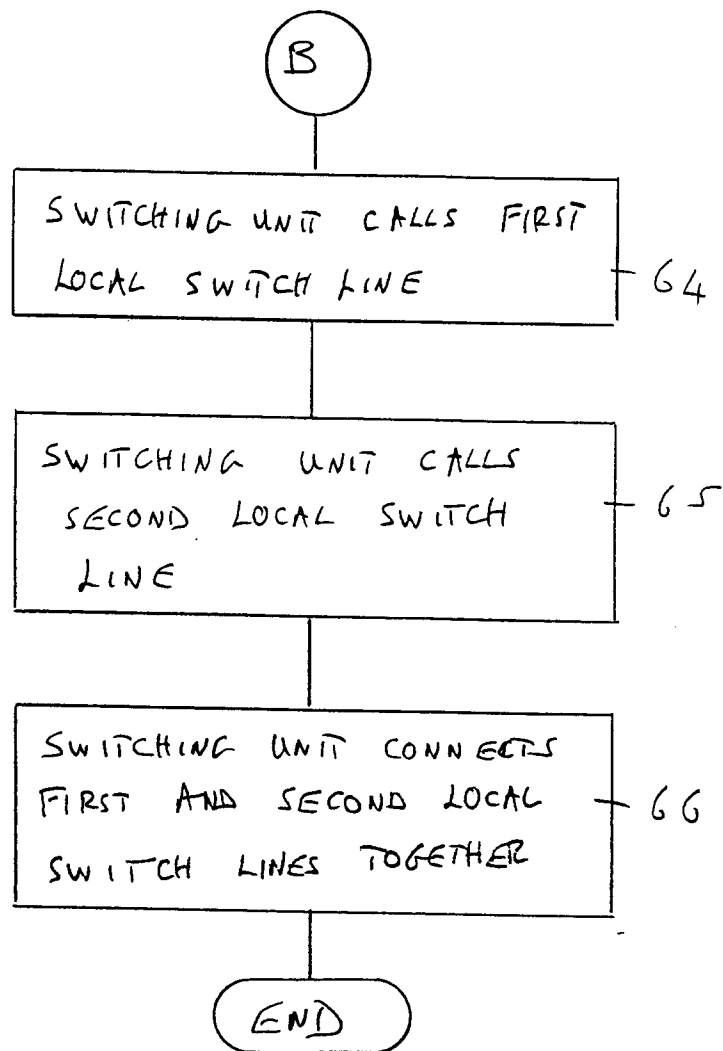 B
SWITCHING UNIT CALLS FIRST
LOCAL SWITCH LINE
64
SWITCHING UNIT CALLS
SECOND LOCAL SWITCH
LINE
65
SWITCHING UNIT CONNECTS
FIRST AND SECOND LOCAL
SWITCH LINES TOGETHER
66
END